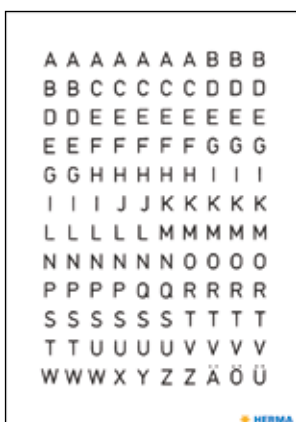 A A A A A A A B B B
B B C C C C C D D D
D D E E E E E E E E
E E F F F F F G G G
G G H H H H H I I I
I I I J J K K K K K
L L L L L M M M M M
N N N N N N O O O O
P P P P Q Q R R R R
S S S S S S T T T T
T T U U U U V V V V
W W W X Y Z Z Ä Ö Ü
HERMA